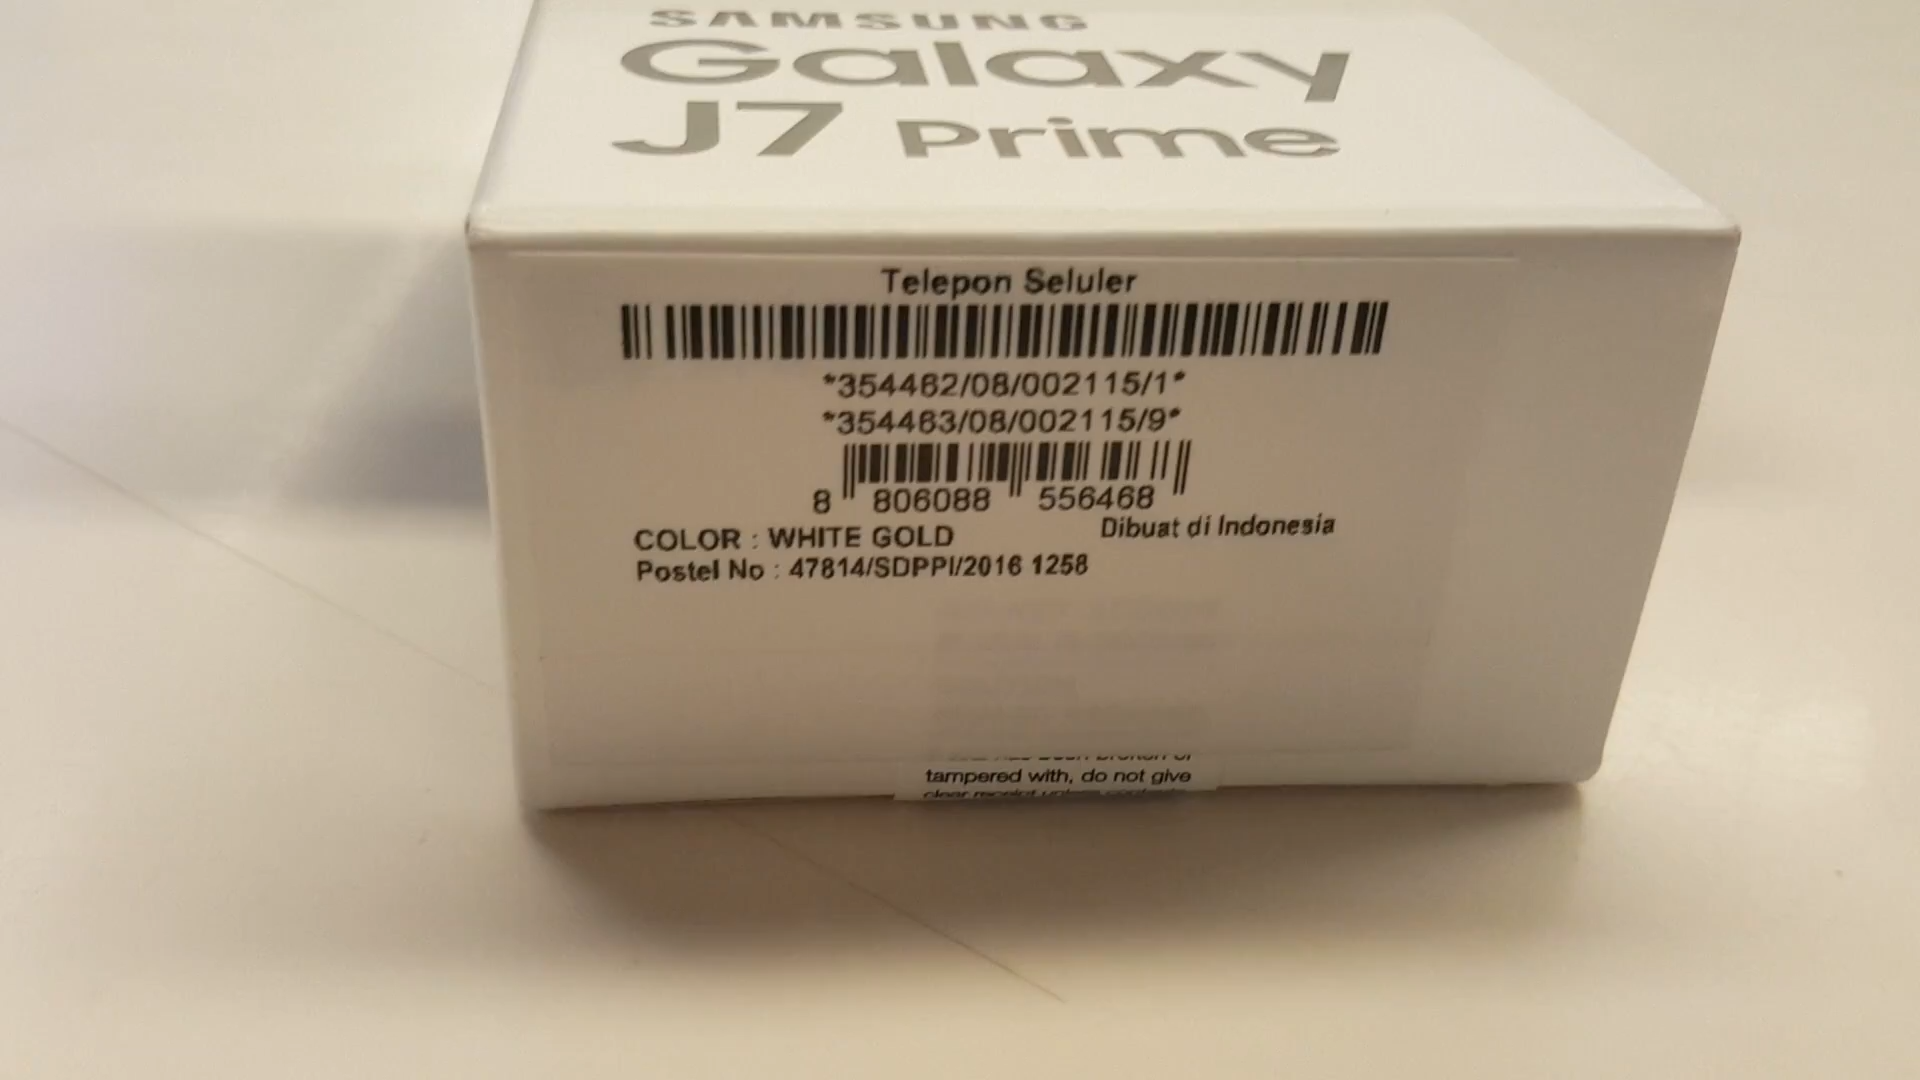 SAMSUNG
Galaxy
J7 Prime
Telepon Seluler
*354462/08/002115/1*
*354463/08/002115/9*
8 806088 556468
COLOR : WHITE GOLD
Dibuat di Indonesia
Postel No : 47814/SDPPI/2016 1258
tampered with, do not give